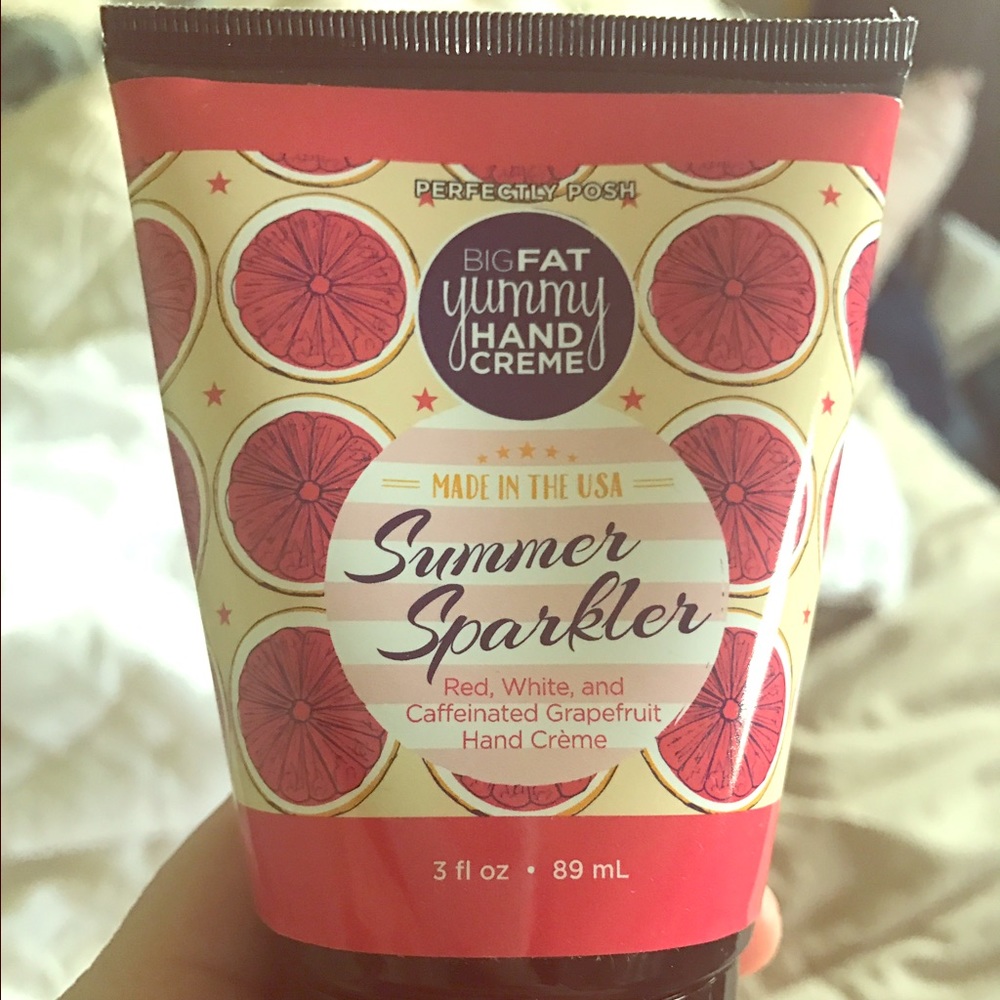 PERFECTLY POSH
BIG FAT
yummy
HAND
CREME
MADE IN THE USA
Summer
Sparkler
Red, White, and
Caffeinated Grapefruit
Hand Crème
3 fl oz • 89 mL